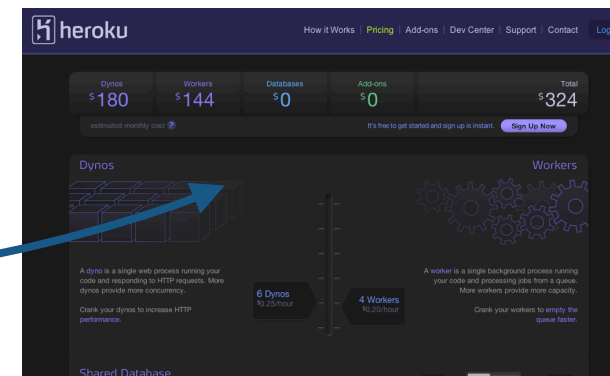 heroku
How it Works | Pricing | Add-ons | Dev Center | Support | Contact
Log
Dynos Workers Databases Add-ons Total
$180 $144 $0 $0 $324
estimated monthly cost ? It's free to get started and sign up is instant. Sign Up Now
Dynos
Workers
A dyno is a single web process running your
code and responding to HTTP requests. More
dynos provide more concurrency.
Crank your dynos to increase HTTP
performance.
6 Dynos
$0.25/hour
4 Workers
$0.20/hour
A worker is a single background process running
your code and processing jobs from a queue.
More workers provide more capacity.
Crank your workers to empty the
queue faster.
Shared Database